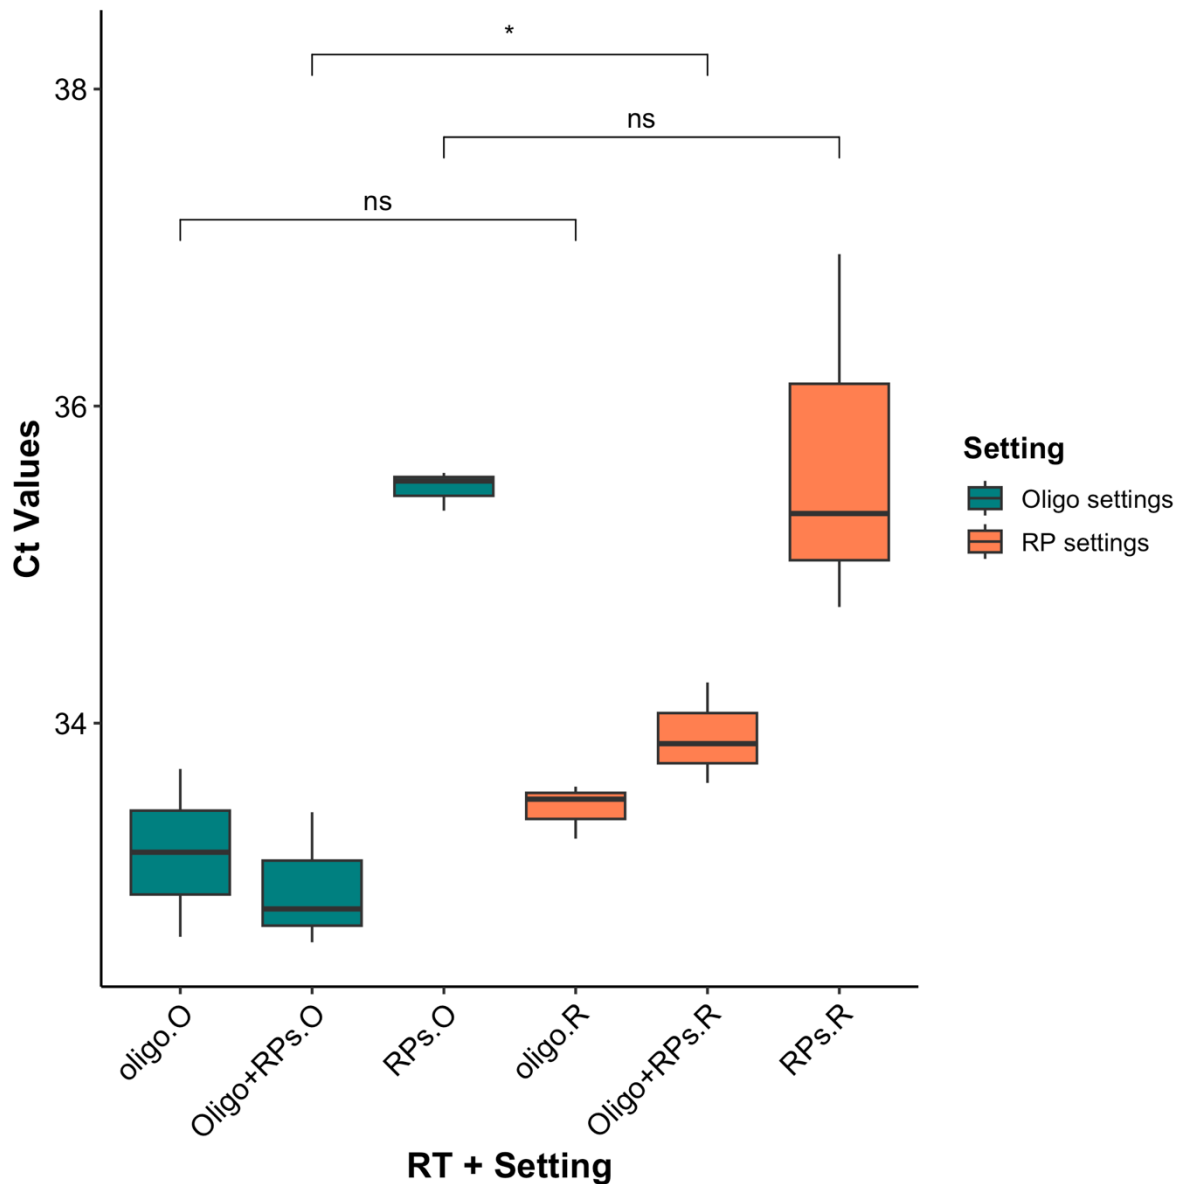 *
38
ns
ns
36
34
Ct Values
Setting
Oligo settings
RP settings
oligo.O
Oligo+RPs.O
RPs.O
oligo.R
Oligo+RPs.R
RPs.R
RT + Setting